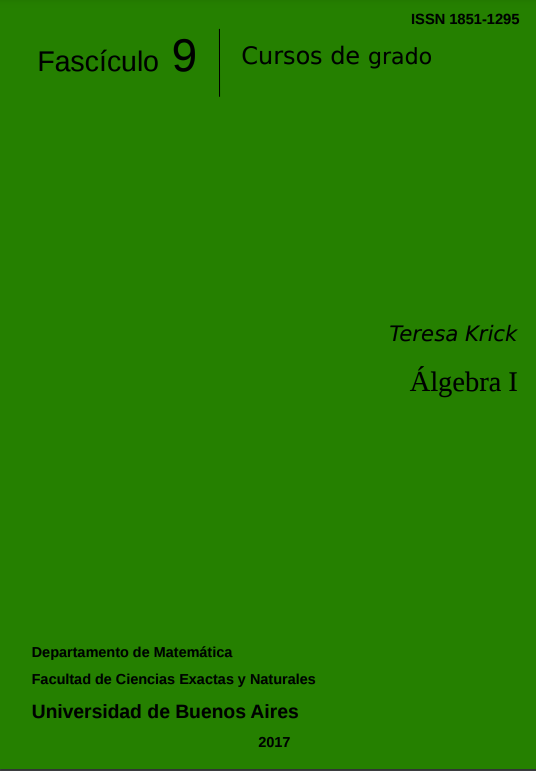 ISSN 1851-1295
Fascículo 9
Cursos de grado
Teresa Krick
Álgebra I
Departamento de Matemática
Facultad de Ciencias Exactas y Naturales
Universidad de Buenos Aires
2017